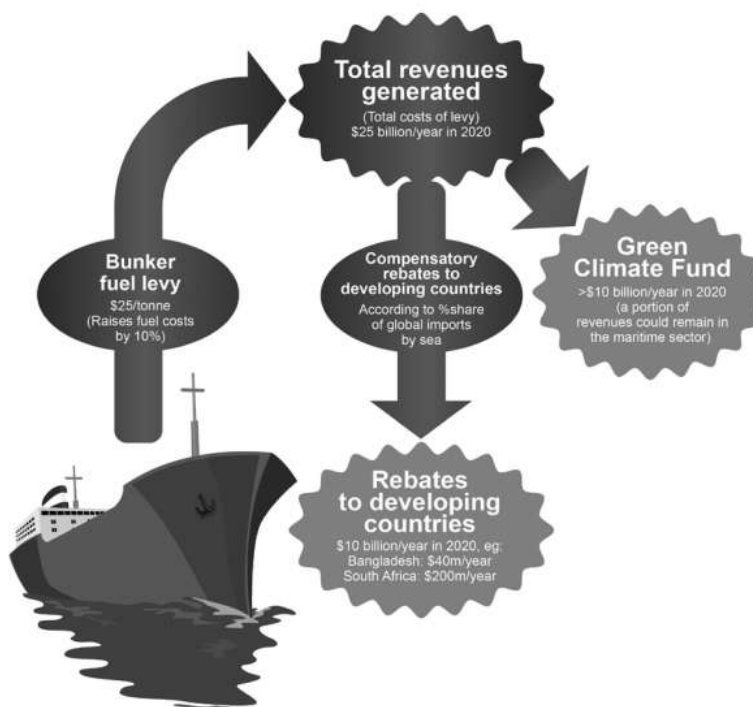 Total revenues
generated
(Total costs of levy)
$25 billion/year in 2020
Bunker
fuel levy
$25/tonne
(Raises fuel costs
by 10%)
Compensatory
rebates to
developing countries
According to %share
of global imports
by sea
Green
Climate Fund
>$10 billion/year in 2020
(a portion of
revenues could remain in
the maritime sector)
Rebates
to developing
countries
$10 billion/year in 2020, eg:
Bangladesh: $40m/year
South Africa: $200m/year